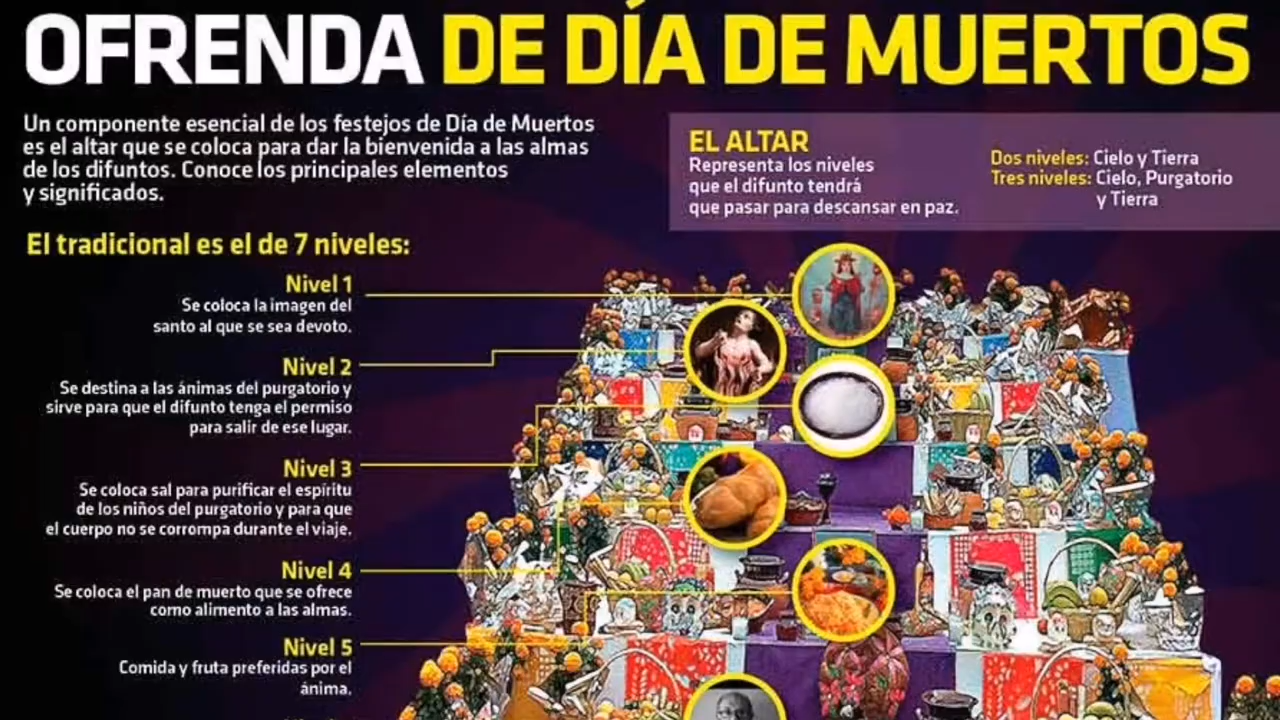 OFRENDA DE DÍA DE MUERTOS
Un componente esencial de los festejos de Día de Muertos
es el altar que se coloca para dar la bienvenida a las almas
de los difuntos. Conoce los principales elementos
y significados.
EL ALTAR
Representa los niveles
que el difunto tendrá
que pasar para descansar en paz.
Dos niveles: Cielo y Tierra
Tres niveles: Cielo, Purgatorio
y Tierra
El tradicional es el de 7 niveles:
Nivel 1
Se coloca la imagen del
santo al que se sea devoto.
Nivel 2
Se destina a las ánimas del purgatorio y
sirve para que el difunto tenga el permiso
para salir de ese lugar.
Nivel 3
Se coloca sal para purificar el espíritu
de los niños del purgatorio y para que
el cuerpo no se corrompa durante el viaje.
Nivel 4
Se coloca el pan de muerto que se ofrece
como alimento a las almas.
Nivel 5
Comida y fruta preferidas por el
ánima.